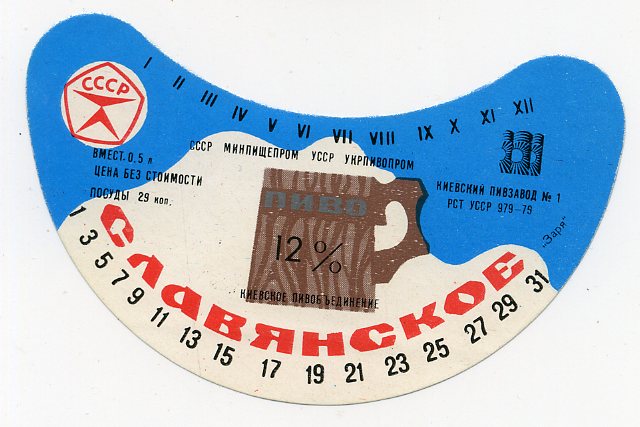 I II III IV V VI VII VIII IX X XI XII
СССР
СССР МИНПИЩЕПРОМ УССР УКРПИВОПРОМ
ВМЕСТ. 0,5 л
ЦЕНА БЕЗ СТОИМОСТИ
ПОСУДЫ 29 коп.
КИЕВСКИЙ ПИВЗАВОД № 1
РСТ УССР 979-79
"Заря"
ПИВО
12%
КИЕВСКОЕ ПИВОБЪЕДИНЕНИЕ
СЛАВЯНСКОЕ
1 3 5 7 9 11 13 15 17 19 21 23 25 27 29 31